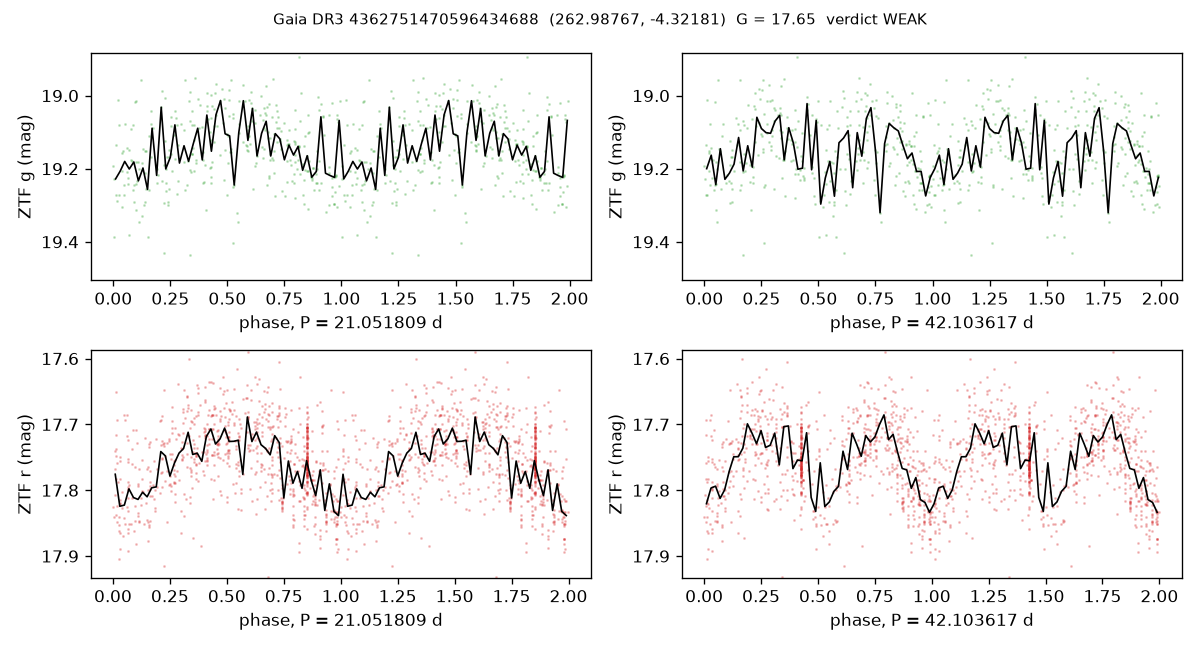 Gaia DR3 4362751470596434688  (262.98767, -4.32181)  G = 17.65  verdict WEAK
ZTF g (mag)
19.0
19.2
19.4
0.00 0.25 0.50 0.75 1.00 1.25 1.50 1.75 2.00
phase, P = 21.051809 d
ZTF g (mag)
19.0
19.2
19.4
0.00 0.25 0.50 0.75 1.00 1.25 1.50 1.75 2.00
phase, P = 42.103617 d
ZTF r (mag)
17.6
17.7
17.8
17.9
0.00 0.25 0.50 0.75 1.00 1.25 1.50 1.75 2.00
phase, P = 21.051809 d
ZTF r (mag)
17.6
17.7
17.8
17.9
0.00 0.25 0.50 0.75 1.00 1.25 1.50 1.75 2.00
phase, P = 42.103617 d